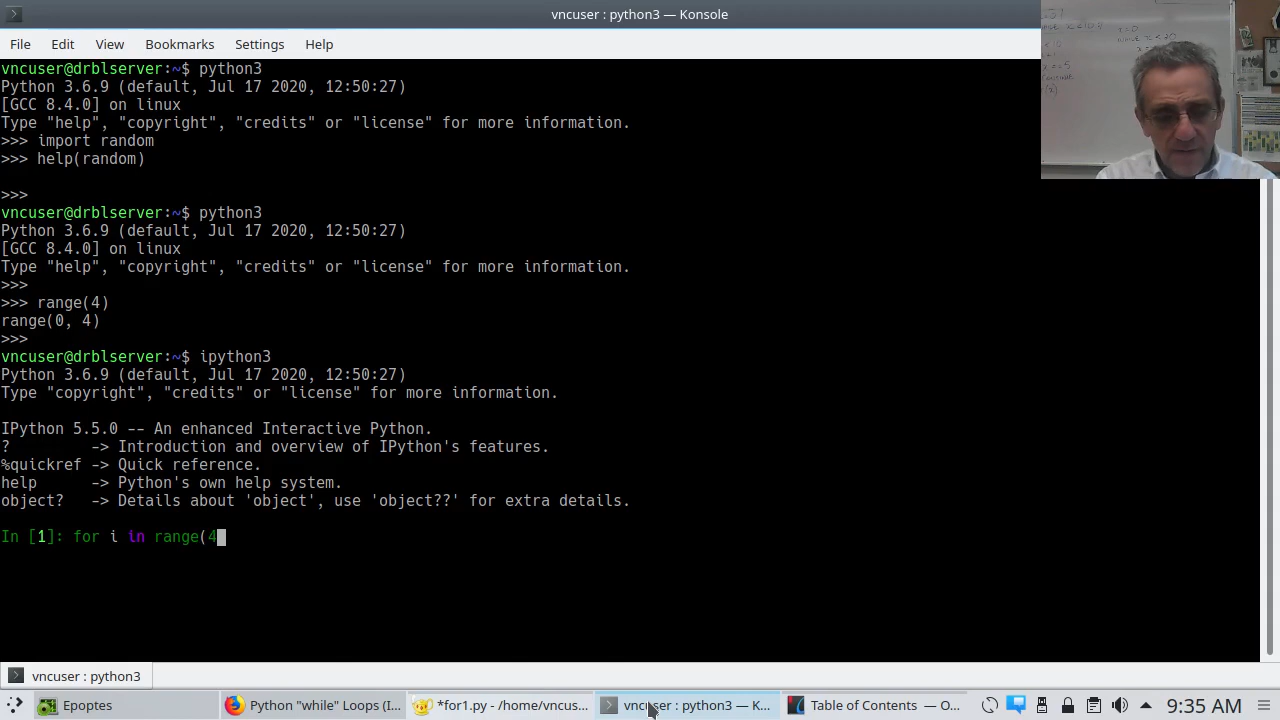 vncuser : python3 — Konsole
File Edit View Bookmarks Settings Help
vncuser@drblserver:~$ python3
Python 3.6.9 (default, Jul 17 2020, 12:50:27)
[GCC 8.4.0] on linux
Type "help", "copyright", "credits" or "license" for more information.
>>> import random
>>> help(random)
>>>
vncuser@drblserver:~$ python3
Python 3.6.9 (default, Jul 17 2020, 12:50:27)
[GCC 8.4.0] on linux
Type "help", "copyright", "credits" or "license" for more information.
>>>
>>> range(4)
range(0, 4)
>>>
vncuser@drblserver:~$ ipython3
Python 3.6.9 (default, Jul 17 2020, 12:50:27)
Type "copyright", "credits" or "license" for more information.
IPython 5.5.0 -- An enhanced Interactive Python.
?         -> Introduction and overview of IPython's features.
%quickref -> Quick reference.
help      -> Python's own help system.
object?   -> Details about 'object', use 'object??' for extra details.
In [1]: for i in range(4
vncuser : python3
Epoptes
Python "while" Loops (I...
*for1.py - /home/vncus...
vncuser : python3 — K...
Table of Contents — O...
9:35 AM